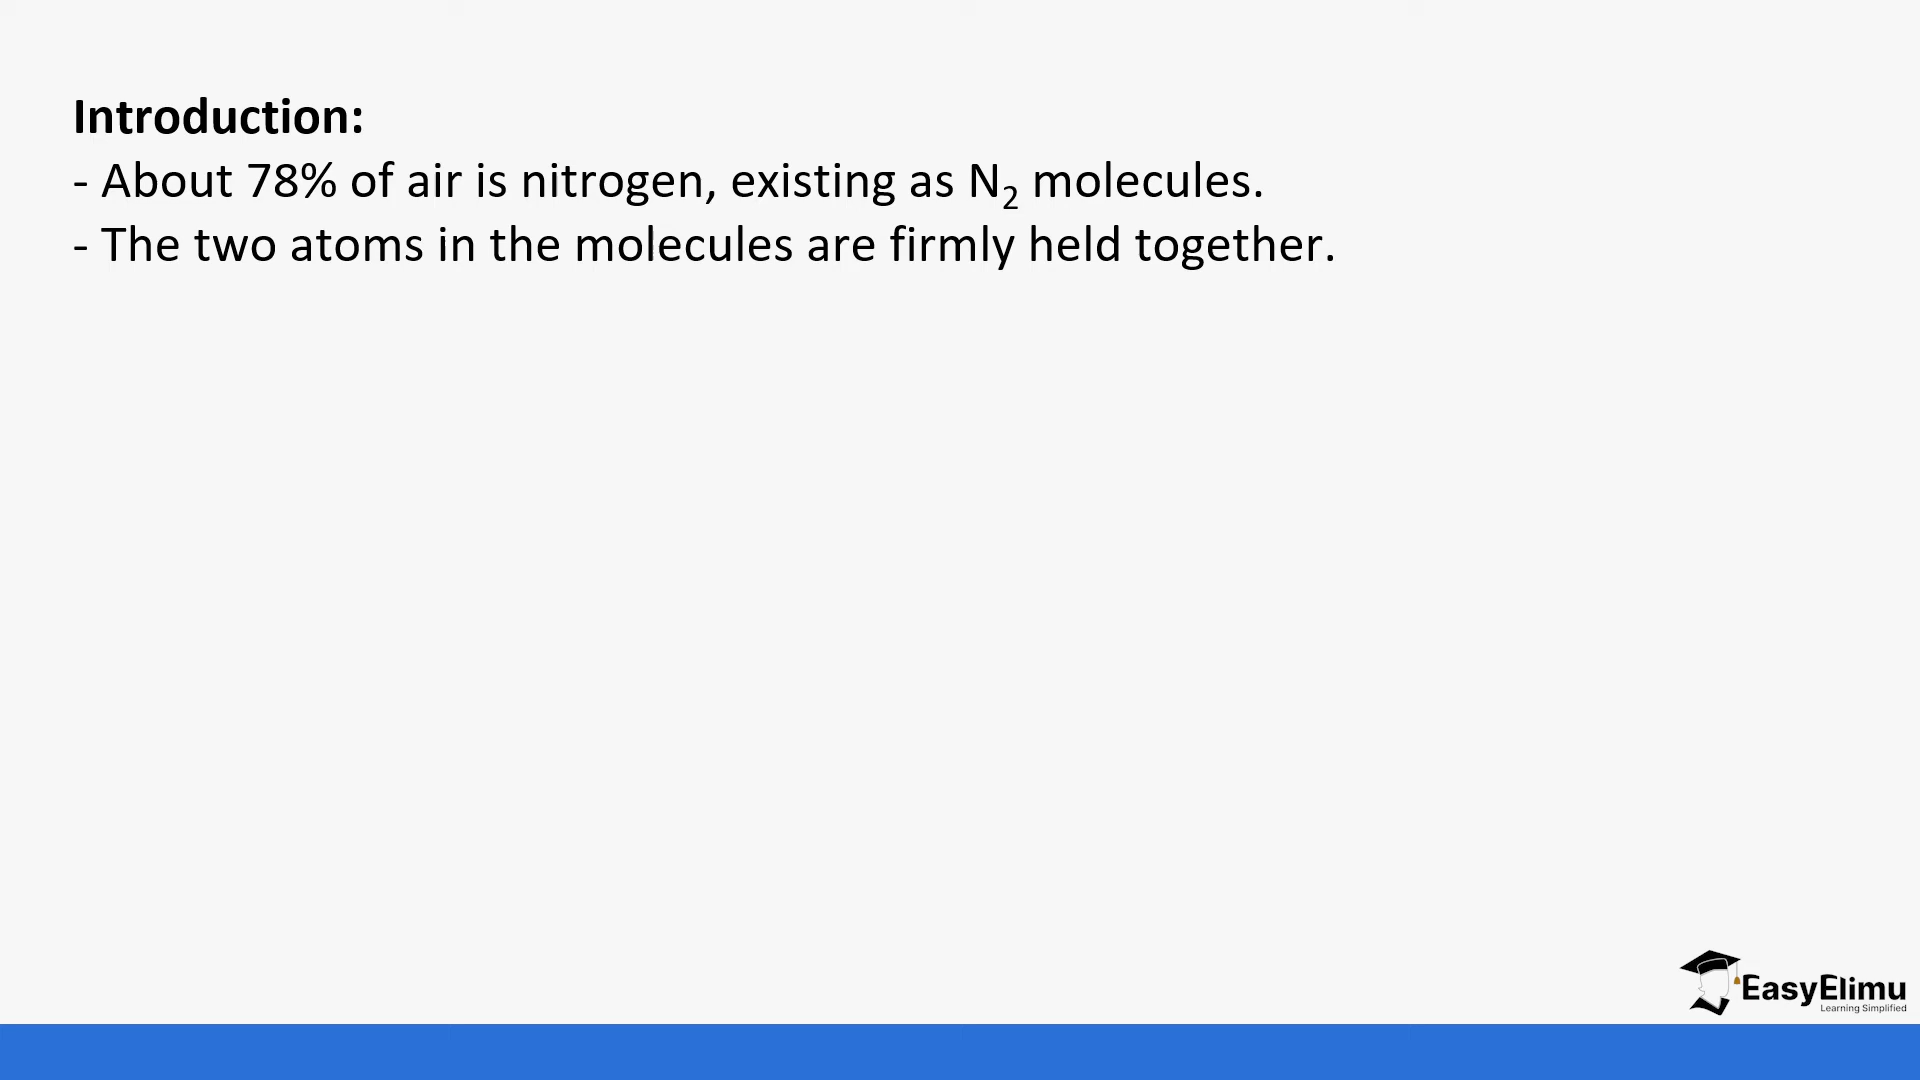 Introduction:
- About 78% of air is nitrogen, existing as N₂ molecules.
- The two atoms in the molecules are firmly held together.
EasyElimu
Learning Simplified